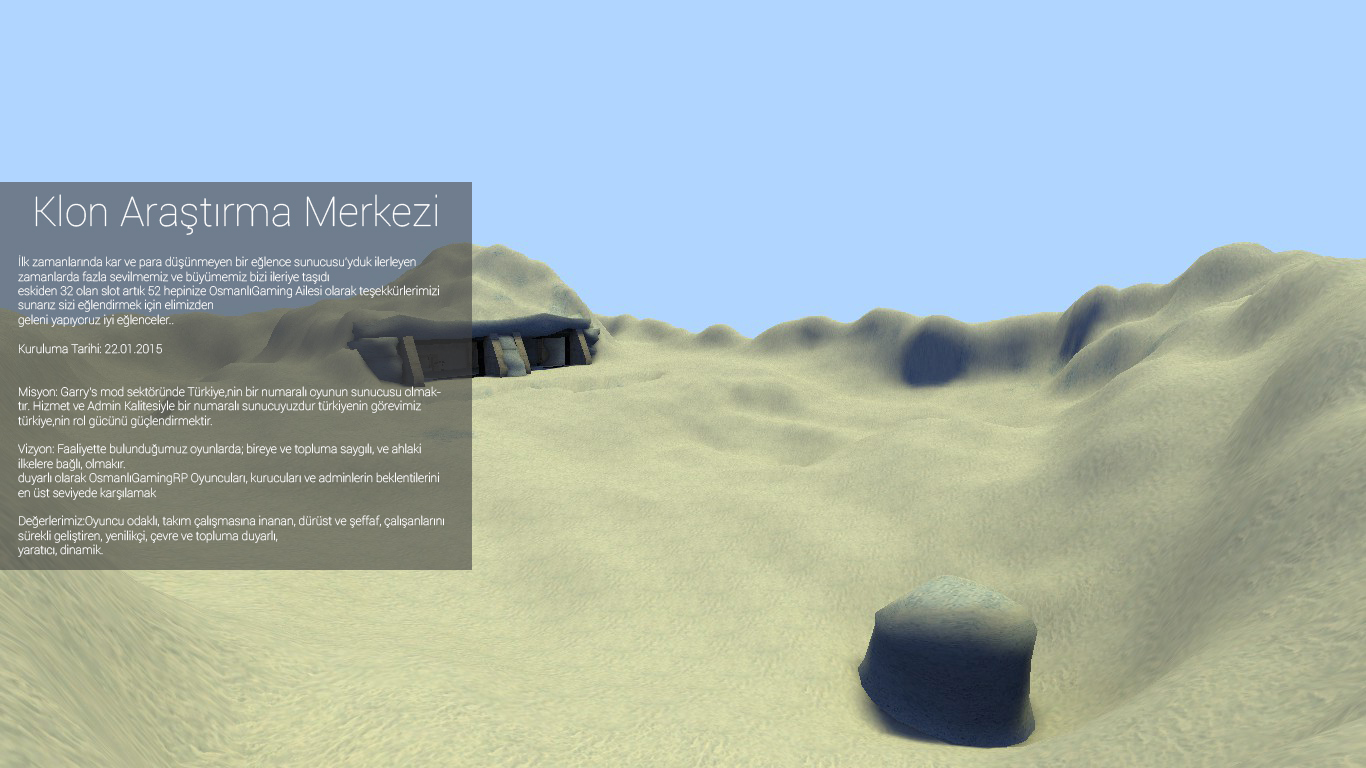 Klon Araştırma Merkezi
İlk zamanlarında kar ve para düşünmeyen bir eğlence sunucusu'yduk ilerleyen
zamanlarda fazla sevilmemiz ve büyümemiz bizi ileriye taşıdı
eskiden 32 olan slot artık 52 hepinize OsmanlıGaming Ailesi olarak teşekkürlerimizi
sunarız sizi eğlendirmek için elimizden
geleni yapıyoruz iyi eğlenceler..
Kuruluma Tarihi: 22.01.2015
Misyon: Garry's mod sektöründe Türkiye,nin bir numaralı oyunun sunucusu olmak-
tır. Hizmet ve Admin Kalitesiyle bir numaralı sunucuyuzdur türkiyenin görevimiz
türkiye,nin rol gücünü güçlendirmektir.
Vizyon: Faaliyette bulunduğumuz oyunlarda; bireye ve topluma saygılı, ve ahlaki
ilkelere bağlı, olmakır.
duyarlı olarak OsmanlıGamingRP Oyuncuları, kurucuları ve adminlerin beklentilerini
en üst seviyede karşılamak
Değerlerimiz:Oyuncu odaklı, takım çalışmasına inanan, dürüst ve şeffaf, çalışanlarını
sürekli geliştiren, yenilikçi, çevre ve topluma duyarlı,
yaratıcı, dinamik.